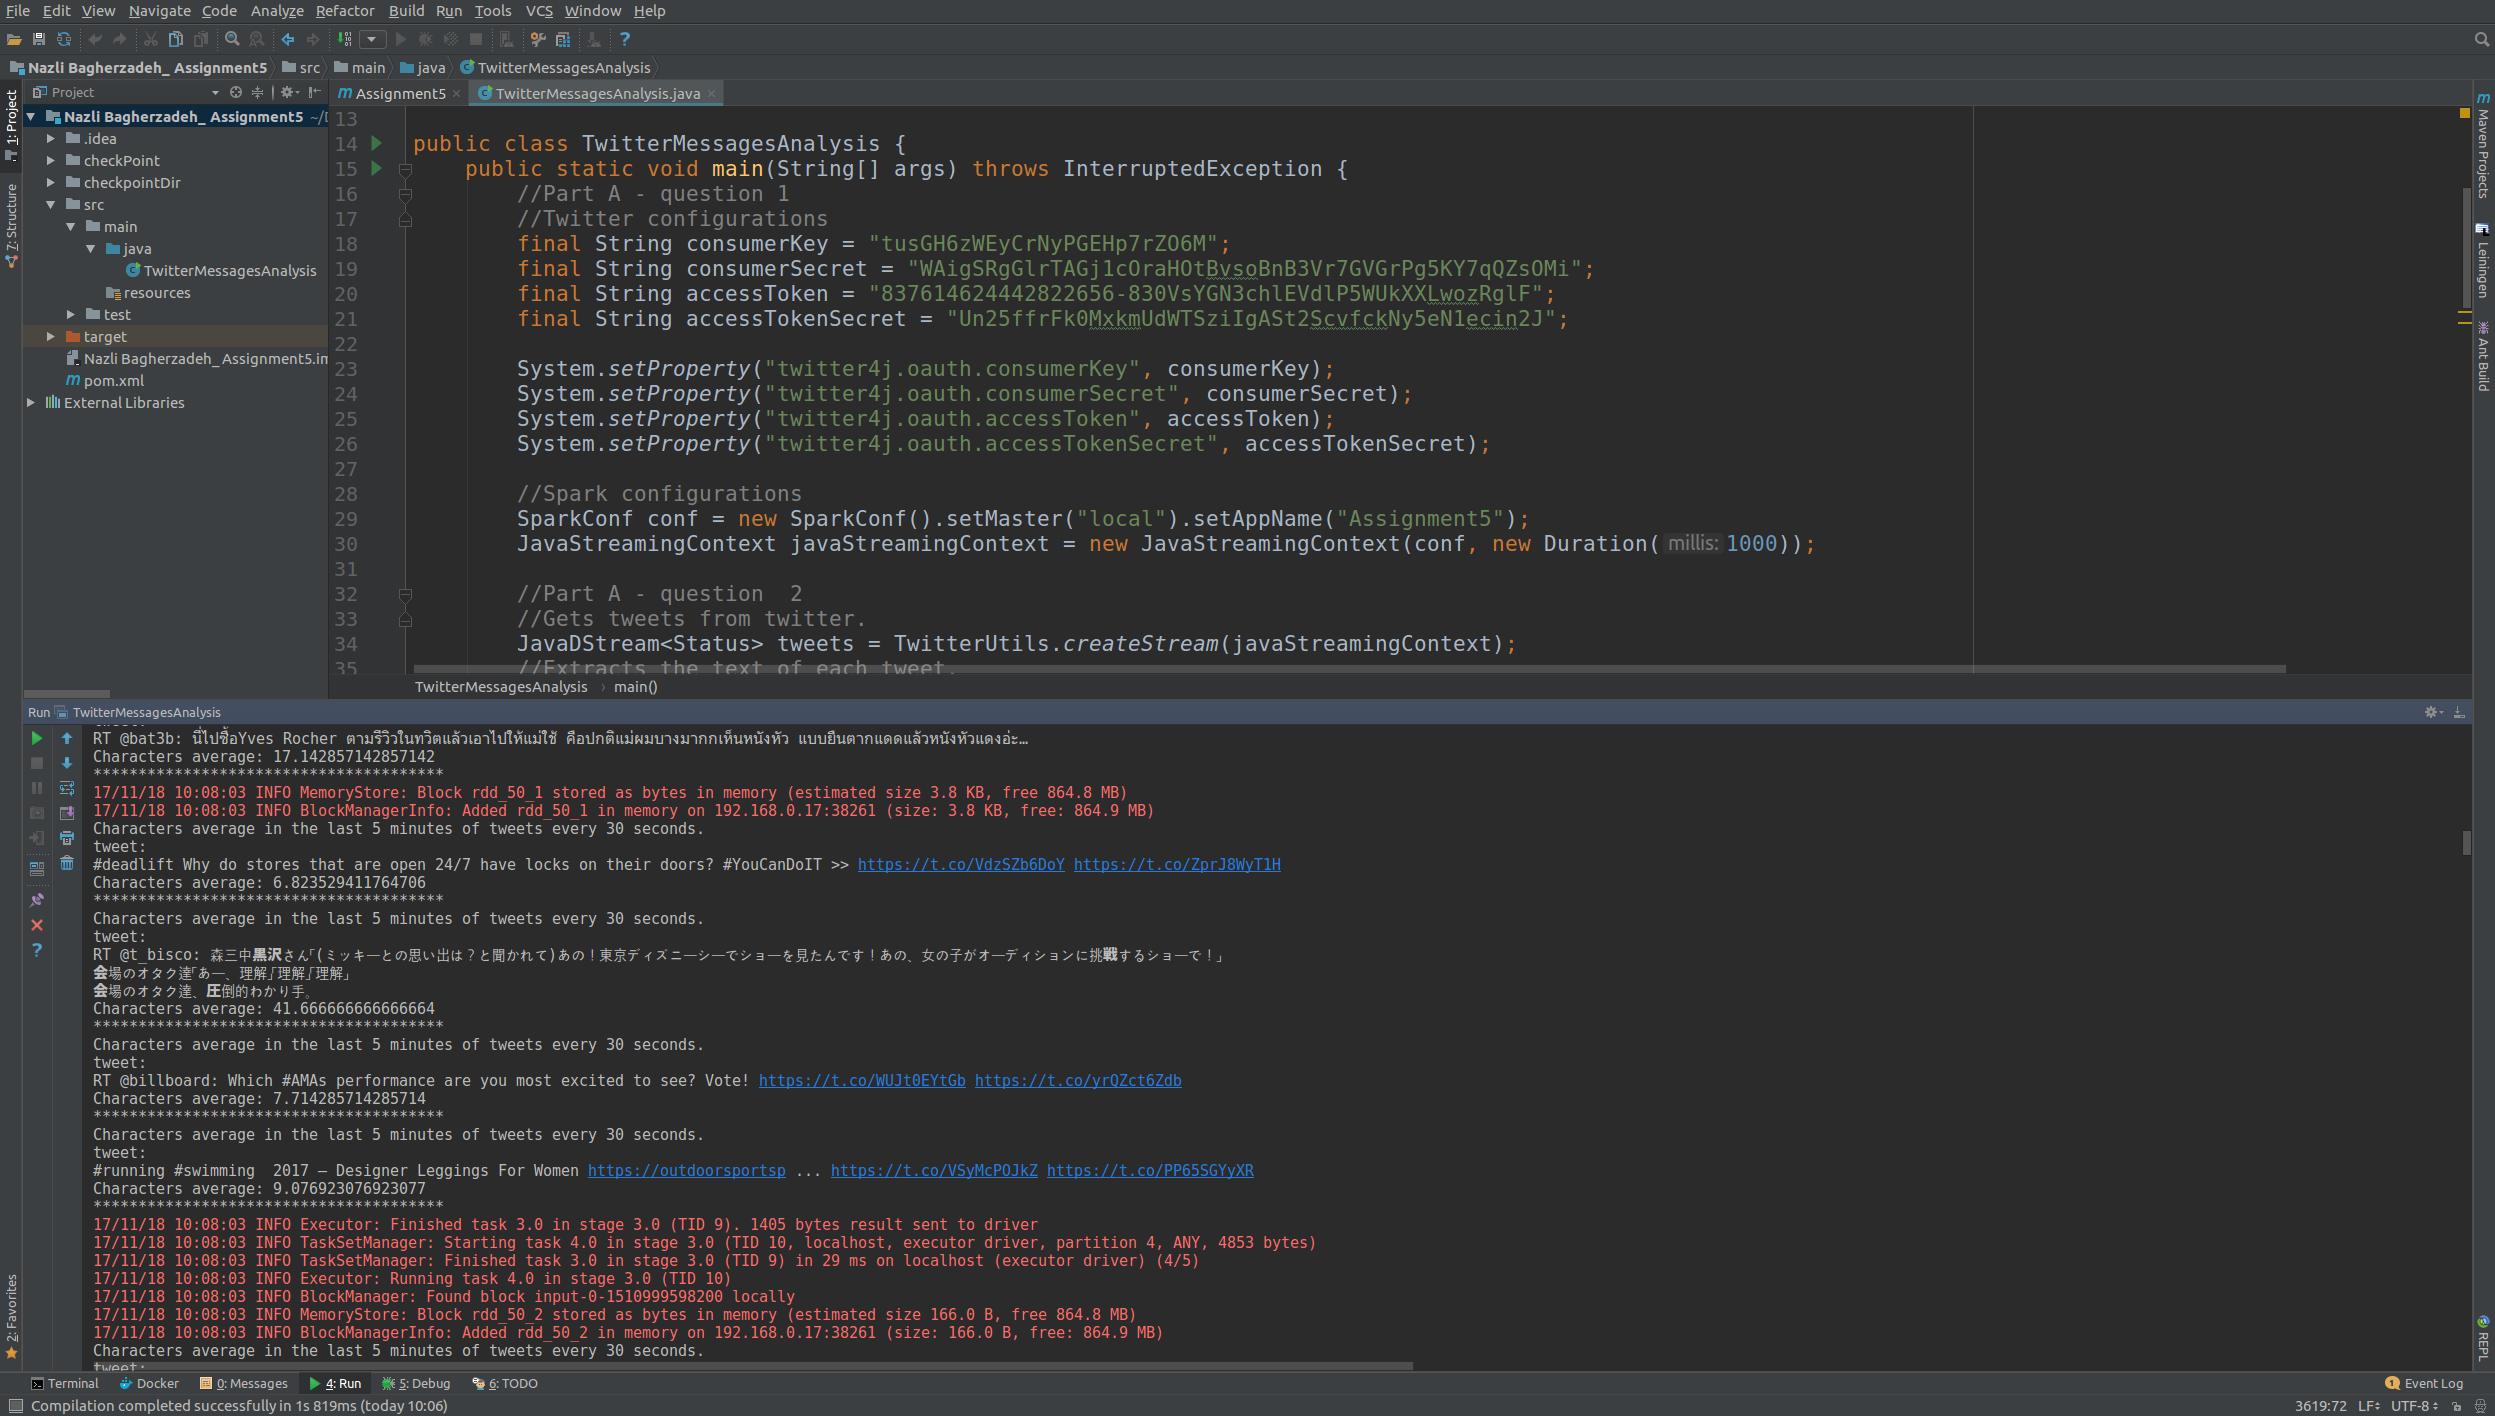 File Edit View Navigate Code Analyze Refactor Build Run Tools VCS Window Help
Nazli Bagherzadeh_ Assignment5 src main java TwitterMessagesAnalysis
Project
Assignment5
TwitterMessagesAnalysis.java
1: Project
7: Structure
2: Favorites
Nazli Bagherzadeh_ Assignment5
.idea
checkPoint
checkpointDir
src
main
java
TwitterMessagesAnalysis
resources
test
target
Nazli Bagherzadeh_Assignment5.im
pom.xml
External Libraries
13
14 public class TwitterMessagesAnalysis {
15 public static void main(String[] args) throws InterruptedException {
16 //Part A - question 1
17 //Twitter configurations
18 final String consumerKey = "tusGH6zWEyCrNyPGEHp7rZO6M";
19 final String consumerSecret = "WAigSRgGlrTAGj1cOraHOtBvsoBnB3Vr7GVGrPg5KY7qQZsOMi";
20 final String accessToken = "837614624442822656-830VsYGN3chlEVdlP5WUkXXLwozRglF";
21 final String accessTokenSecret = "Un25ffrFk0MxkmUdWTSziIgASt2ScvfckNy5eN1ecin2J";
22
23 System.setProperty("twitter4j.oauth.consumerKey", consumerKey);
24 System.setProperty("twitter4j.oauth.consumerSecret", consumerSecret);
25 System.setProperty("twitter4j.oauth.accessToken", accessToken);
26 System.setProperty("twitter4j.oauth.accessTokenSecret", accessTokenSecret);
27
28 //Spark configurations
29 SparkConf conf = new SparkConf().setMaster("local").setAppName("Assignment5");
30 JavaStreamingContext javaStreamingContext = new JavaStreamingContext(conf, new Duration( millis: 1000));
31
32 //Part A - question  2
33 //Gets tweets from twitter.
34 JavaDStream<Status> tweets = TwitterUtils.createStream(javaStreamingContext);
35 //Extracts the text of each tweet.
TwitterMessagesAnalysis main()
Maven Projects
Leiningen
Ant Build
REPL
Run TwitterMessagesAnalysis
RT @bat3b: นี่ไปซื้อYves Rocher ตามรีวิวในทวิตแล้วเอาไปให้แม่ใช้ คือปกติแม่ผมบางมากกเห็นหนังหัว แบบยืนตากแดดแล้วหนังหัวแดงอ่ะ…
Characters average: 17.142857142857142
***************************************
17/11/18 10:08:03 INFO MemoryStore: Block rdd_50_1 stored as bytes in memory (estimated size 3.8 KB, free 864.8 MB)
17/11/18 10:08:03 INFO BlockManagerInfo: Added rdd_50_1 in memory on 192.168.0.17:38261 (size: 3.8 KB, free: 864.9 MB)
Characters average in the last 5 minutes of tweets every 30 seconds.
tweet:
#deadlift Why do stores that are open 24/7 have locks on their doors? #YouCanDoIT >> https://t.co/VdzSZb6DoY https://t.co/ZprJ8WyT1H
Characters average: 6.823529411764706
***************************************
Characters average in the last 5 minutes of tweets every 30 seconds.
tweet:
RT @t_bisco: 森三中黒沢さん「(ミッキーとの思い出は？と聞かれて)あの！東京ディズニーシーでショーを見たんです！あの、女の子がオーディションに挑戦するショーで！」
会場のオタク達「あー、理解」「理解」「理解」
会場のオタク達、圧倒的わかり手。
Characters average: 41.666666666666664
***************************************
Characters average in the last 5 minutes of tweets every 30 seconds.
tweet:
RT @billboard: Which #AMAs performance are you most excited to see? Vote! https://t.co/WUJt0EYtGb https://t.co/yrQZct6Zdb
Characters average: 7.714285714285714
***************************************
Characters average in the last 5 minutes of tweets every 30 seconds.
tweet:
#running #swimming  2017 – Designer Leggings For Women https://outdoorsportsp ... https://t.co/VSyMcPOJkZ https://t.co/PP65SGYyXR
Characters average: 9.076923076923077
***************************************
17/11/18 10:08:03 INFO Executor: Finished task 3.0 in stage 3.0 (TID 9). 1405 bytes result sent to driver
17/11/18 10:08:03 INFO TaskSetManager: Starting task 4.0 in stage 3.0 (TID 10, localhost, executor driver, partition 4, ANY, 4853 bytes)
17/11/18 10:08:03 INFO TaskSetManager: Finished task 3.0 in stage 3.0 (TID 9) in 29 ms on localhost (executor driver) (4/5)
17/11/18 10:08:03 INFO Executor: Running task 4.0 in stage 3.0 (TID 10)
17/11/18 10:08:03 INFO BlockManager: Found block input-0-1510999598200 locally
17/11/18 10:08:03 INFO MemoryStore: Block rdd_50_2 stored as bytes in memory (estimated size 166.0 B, free 864.8 MB)
17/11/18 10:08:03 INFO BlockManagerInfo: Added rdd_50_2 in memory on 192.168.0.17:38261 (size: 166.0 B, free: 864.9 MB)
Characters average in the last 5 minutes of tweets every 30 seconds.
tweet:
Terminal Docker 0: Messages 4: Run 5: Debug 6: TODO 1 Event Log
Compilation completed successfully in 1s 819ms (today 10:06) 3619:72 LF UTF-8